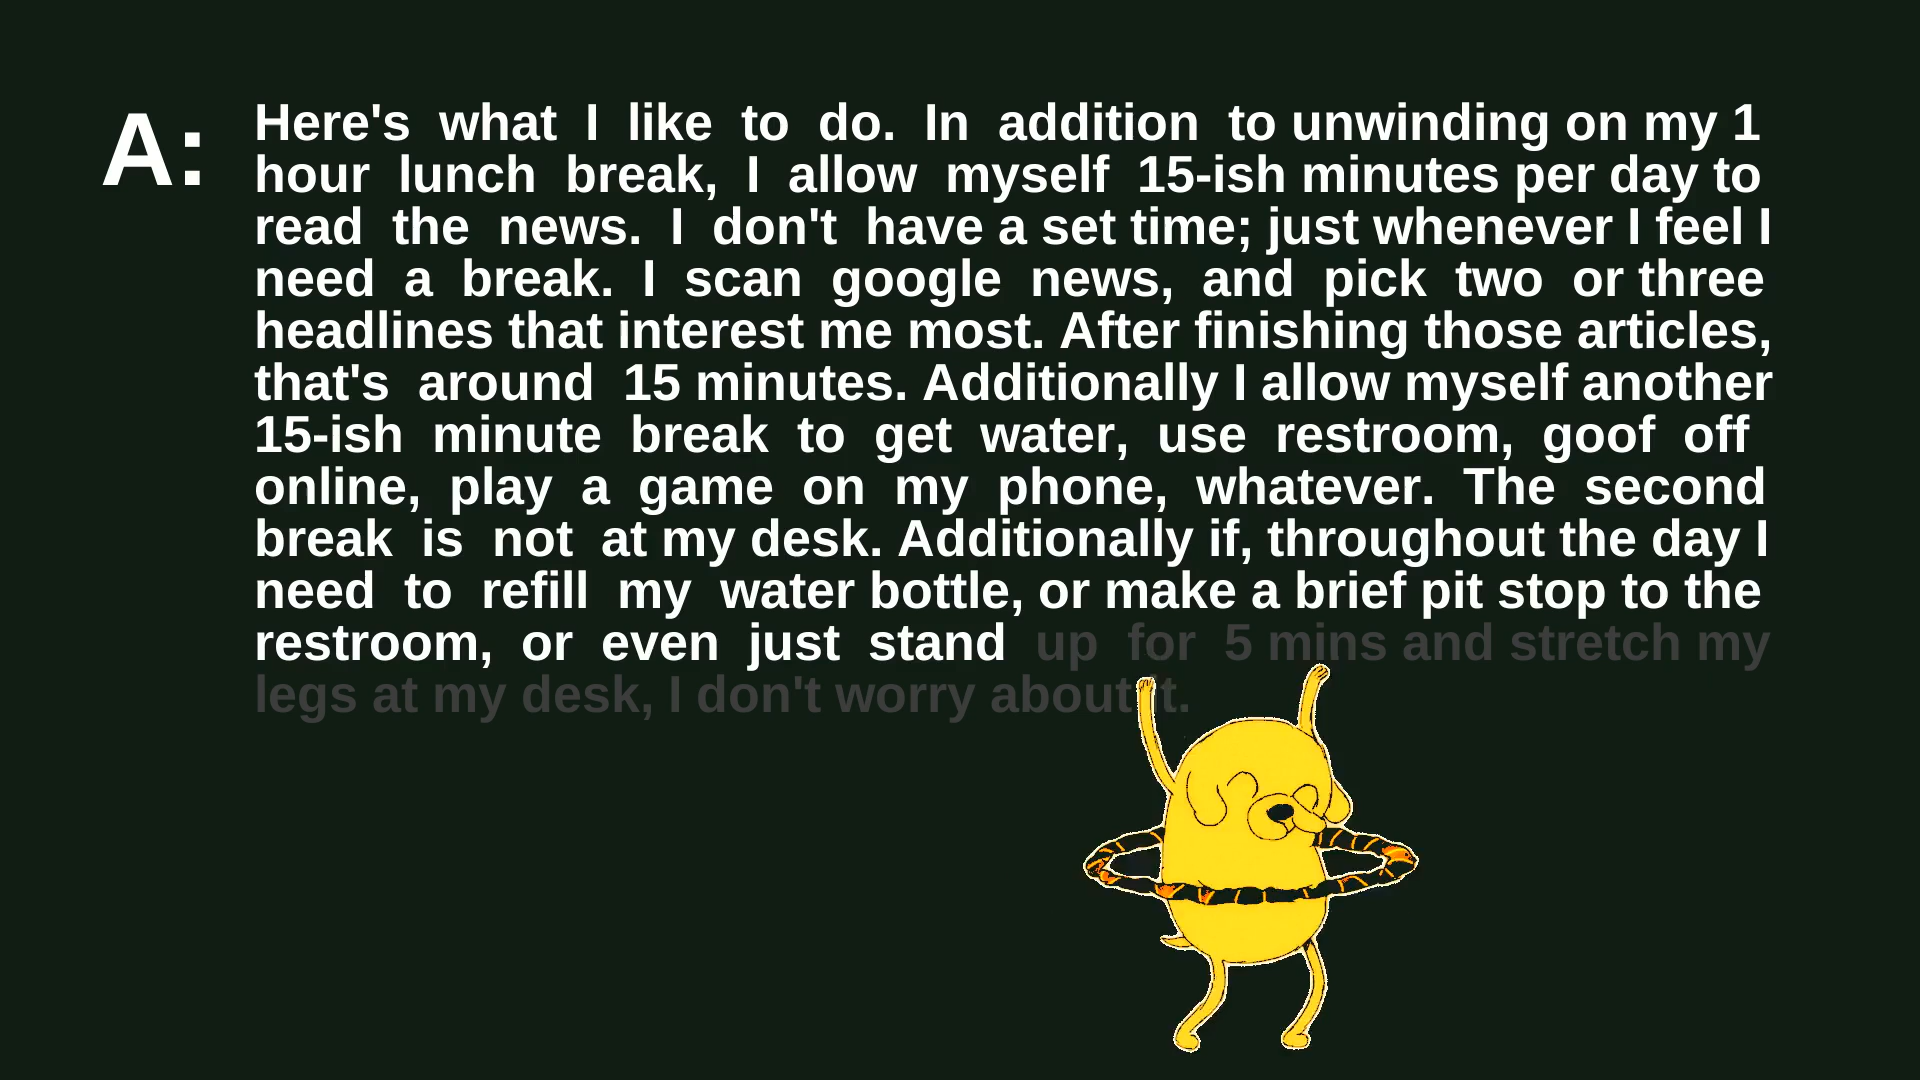 A:
Here's what I like to do. In addition to unwinding on my 1
hour lunch break, I allow myself 15-ish minutes per day to
read the news. I don't have a set time; just whenever I feel I
need a break. I scan google news, and pick two or three
headlines that interest me most. After finishing those articles,
that's around 15 minutes. Additionally I allow myself another
15-ish minute break to get water, use restroom, goof off
online, play a game on my phone, whatever. The second
break is not at my desk. Additionally if, throughout the day I
need to refill my water bottle, or make a brief pit stop to the
restroom, or even just stand up for 5 mins and stretch my
legs at my desk, I don't worry about it.